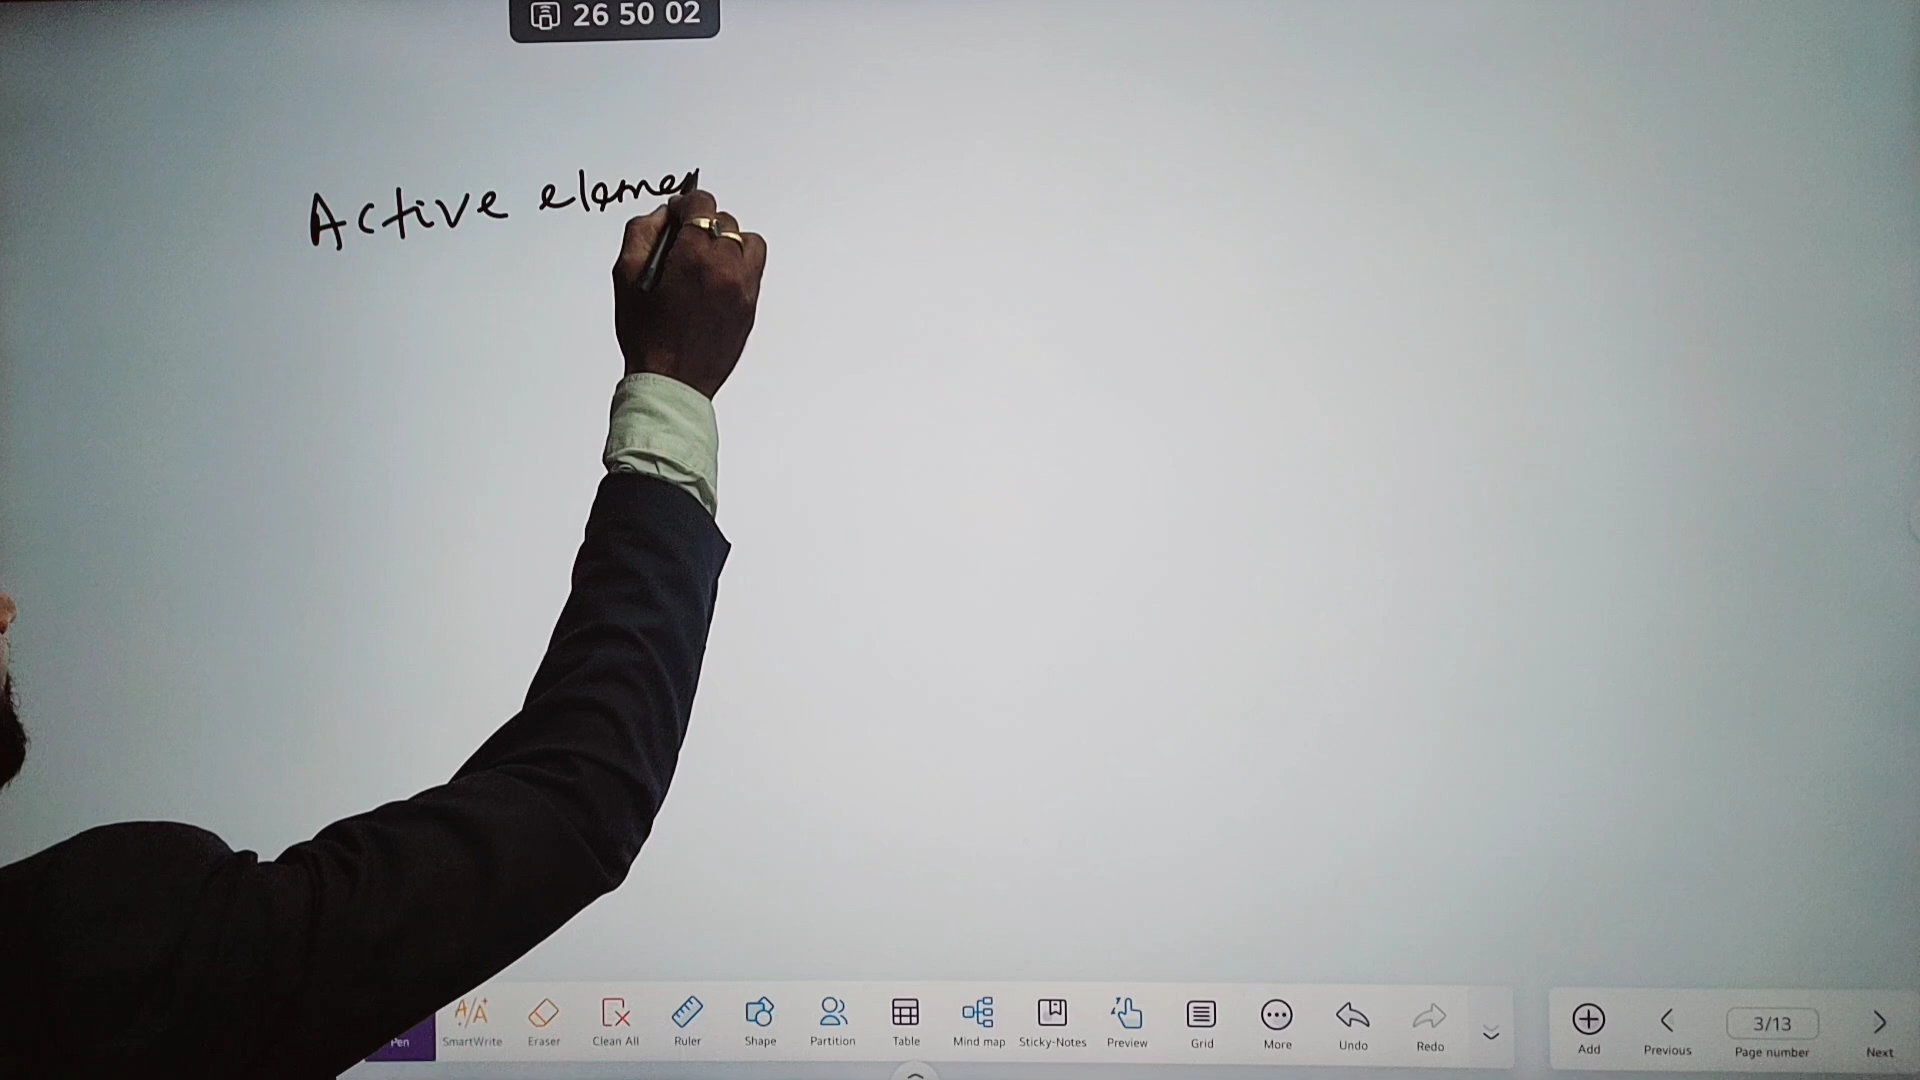 26 50 02
Active elemen
Pen
SmartWrite
Eraser
Clean All
Ruler
Shape
Partition
Table
Mind map
Sticky-Notes
Preview
Grid
More
Undo
Redo
Add
Previous
3/13
Page number
Next